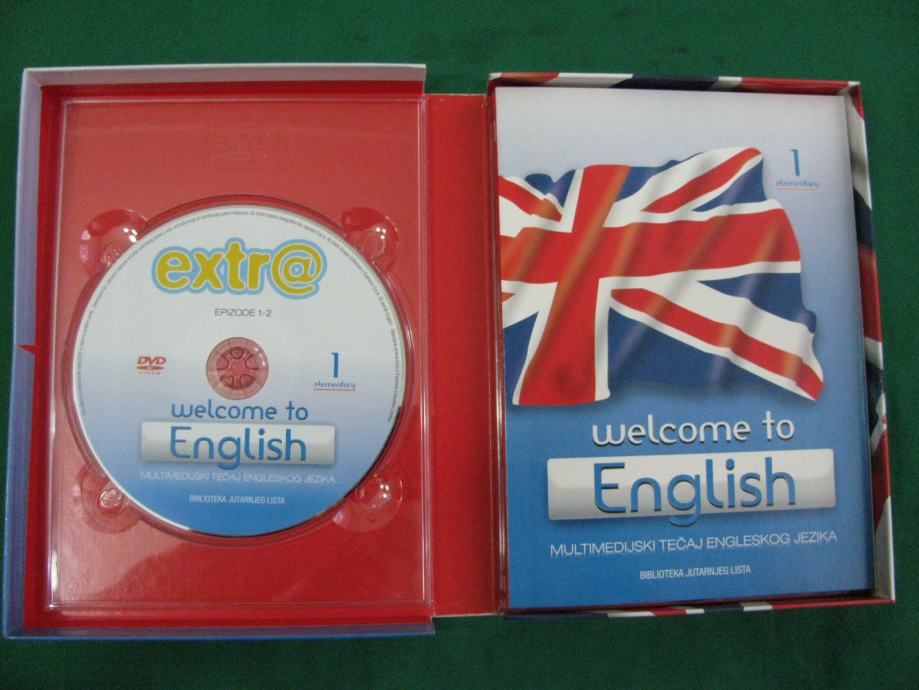 extr@
EPIZODE 1-2
DVD
VIDEO
1
elementary
welcome to
English
MULTIMEDIJSKI TEČAJ ENGLESKOG JEZIKA
BIBLIOTEKA JUTARNJEG LISTA
1
elementary
welcome to
English
MULTIMEDIJSKI TEČAJ ENGLESKOG JEZIKA
BIBLIOTEKA JUTARNJEG LISTA